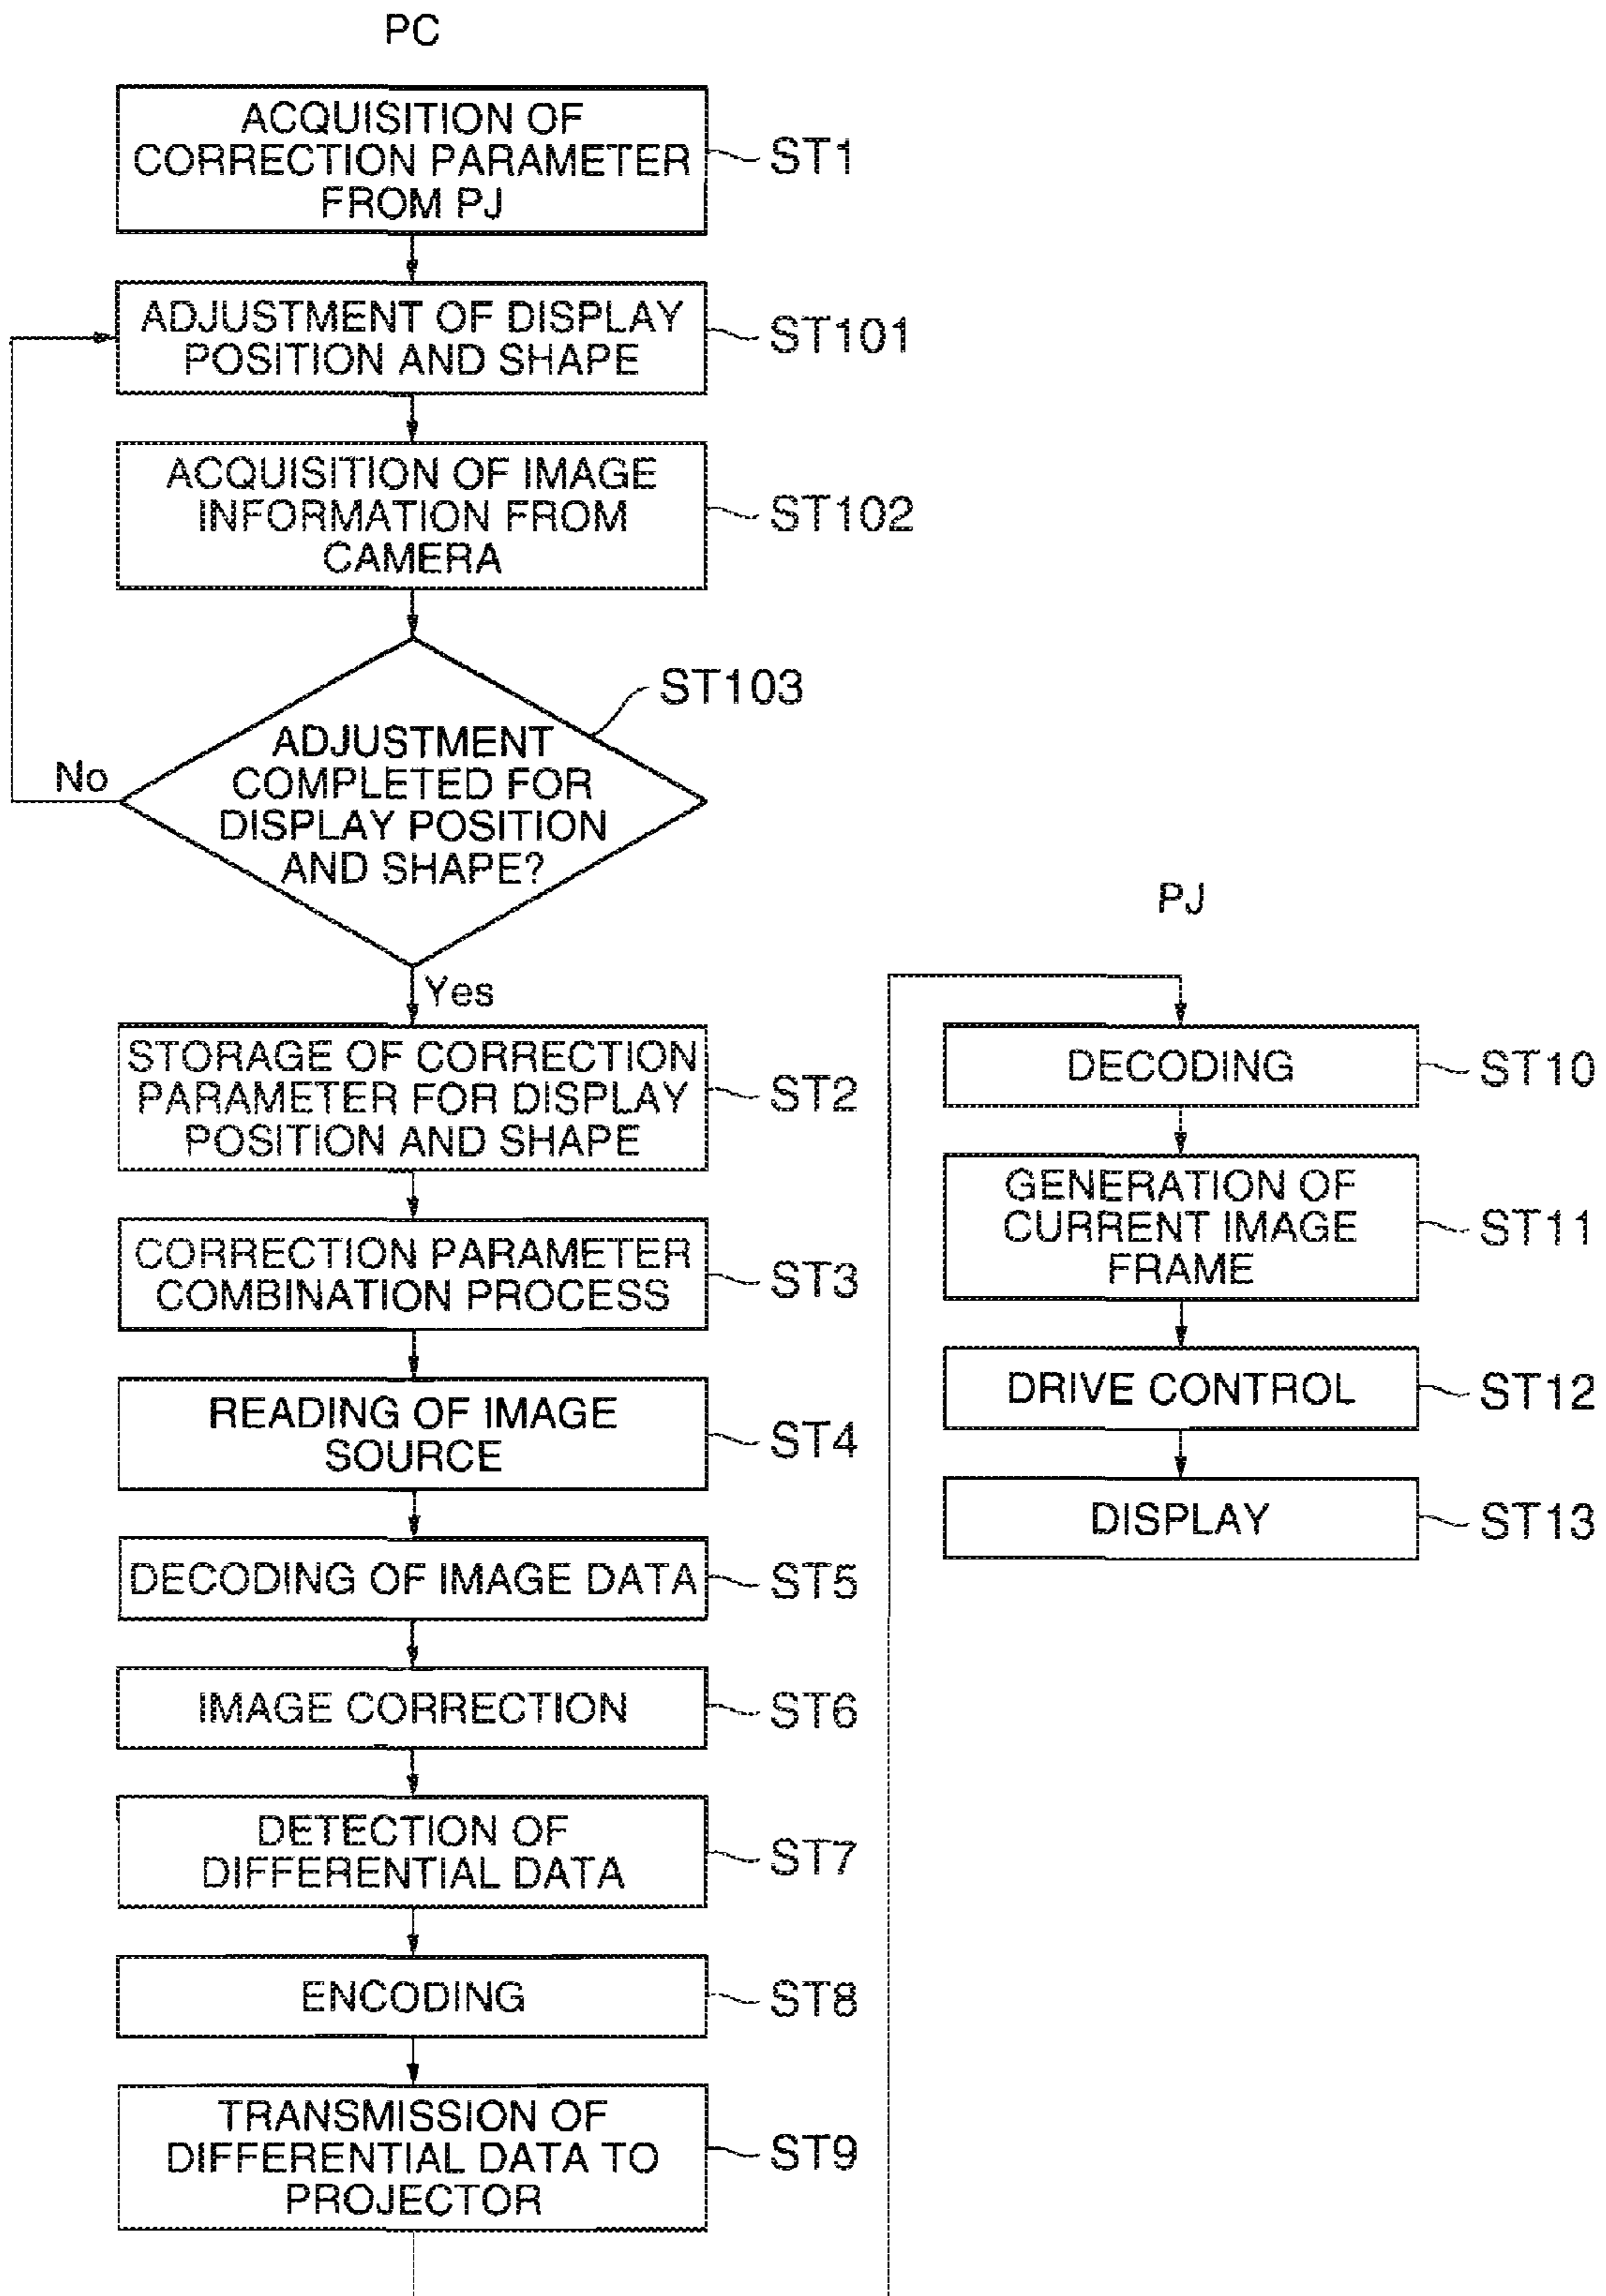 PC
ACQUISITION OF
CORRECTION PARAMETER
FROM PJ
ST1
ADJUSTMENT OF DISPLAY
POSITION AND SHAPE
ST101
ACQUISITION OF IMAGE
INFORMATION FROM
CAMERA
ST102
ST103
ADJUSTMENT
COMPLETED FOR
DISPLAY POSITION
AND SHAPE?
No
Yes
STORAGE OF CORRECTION
PARAMETER FOR DISPLAY
POSITION AND SHAPE
ST2
CORRECTION PARAMETER
COMBINATION PROCESS
ST3
READING OF IMAGE
SOURCE
ST4
DECODING OF IMAGE DATA
ST5
IMAGE CORRECTION
ST6
DETECTION OF
DIFFERENTIAL DATA
ST7
ENCODING
ST8
TRANSMISSION OF
DIFFERENTIAL DATA TO
PROJECTOR
ST9
PJ
DECODING
ST10
GENERATION OF
CURRENT IMAGE
FRAME
ST11
DRIVE CONTROL
ST12
DISPLAY
ST13